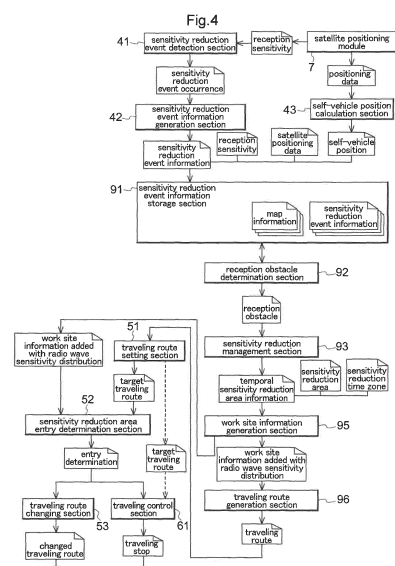 Fig.4
41
sensitivity reduction
event detection section
reception
sensitivity
satellite positioning
module
7
sensitivity
reduction
event occurrence
positioning
data
42
sensitivity reduction
event information
generation section
43
self-vehicle position
calculation section
sensitivity
reduction
event information
reception
sensitivity
satellite
positioning
data
self-vehicle
position
91
sensitivity reduction
event information
storage section
map
information
sensitivity
reduction
event information
reception obstacle
determination section
92
reception
obstacle
work site
information added
with radio wave
sensitivity distribution
51
traveling route
setting section
sensitivity reduction
management section
93
target
traveling
route
temporal
sensitivity reduction
area information
sensitivity
reduction
area
sensitivity
reduction
time zone
52
sensitivity reduction area
entry determination section
work site information
generation section
95
entry
determination
target
traveling
route
work site
information added with
radio wave sensitivity
distribution
traveling route
changing section
53
traveling control
section
61
traveling route
generation section
96
changed
traveling route
traveling
stop
traveling
route